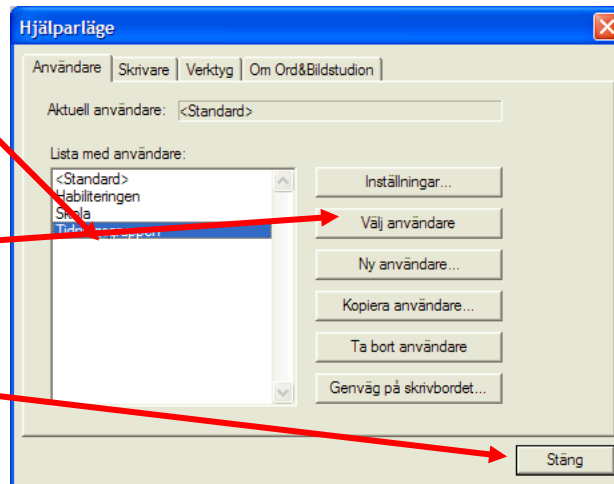 Hjälparläge
Användare Skrivare Verktyg Om Ord&Bildstudion
Aktuell användare: <Standard>
Lista med användare:
<Standard>
Habiliteringen
Skola
Inställningar...
Välj användare
Ny användare...
Kopiera användare...
Ta bort användare
Genväg på skrivbordet...
Stäng